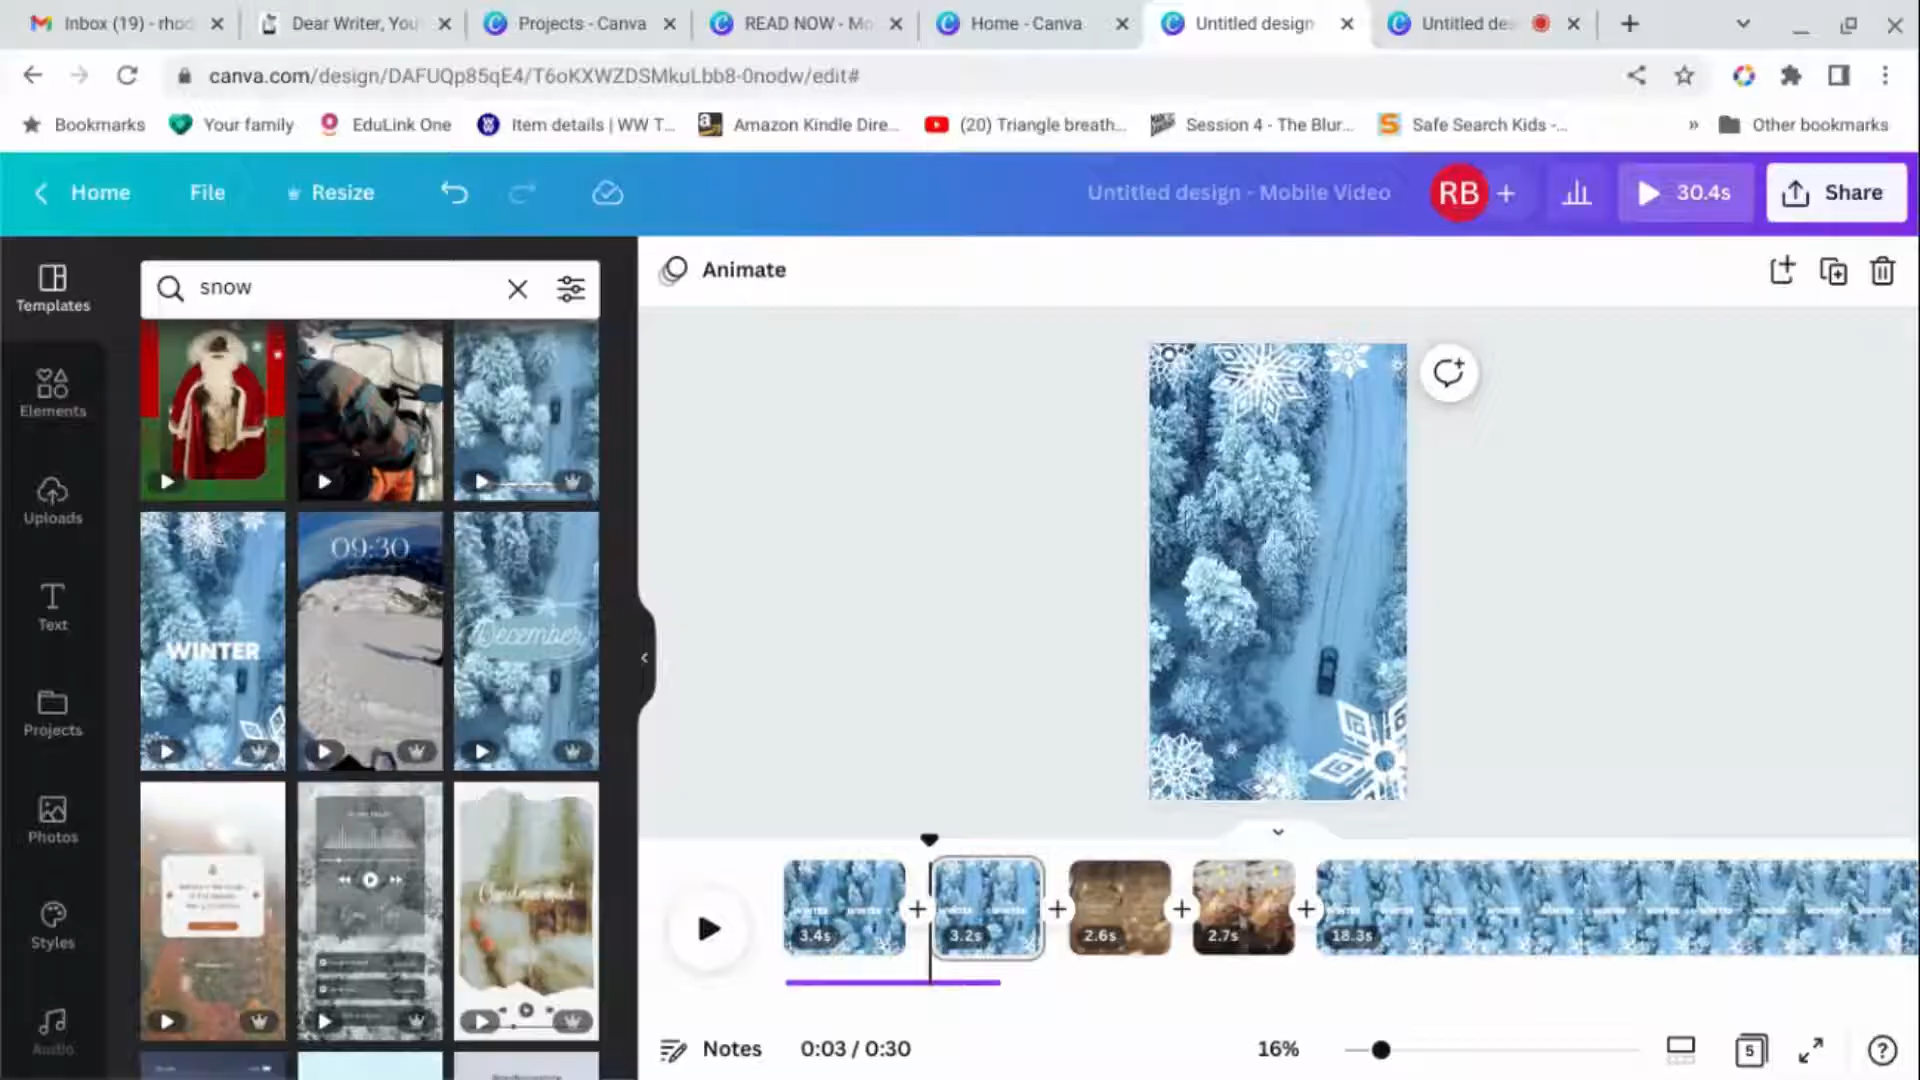 Inbox (19) - rhod
Dear Writer, You
Projects - Canva
READ NOW - Mo
Home - Canva
Untitled design
Untitled de
canva.com/design/DAFUQp85qE4/T6oKXWZDSMkuLbb8-0nodw/edit#
Bookmarks
Your family
EduLink One
Item details | WW T...
Amazon Kindle Dire...
(20) Triangle breath...
Session 4 - The Blur...
Safe Search Kids -...
»
Other bookmarks
Home
File
Resize
Untitled design - Mobile Video
RB
30.4s
Share
Templates
Elements
Uploads
Text
Projects
Photos
Styles
Audio
snow
WINTER
09:30
December
Animate
3.4s
3.2s
2.6s
2.7s
18.3s
Notes
0:03 / 0:30
16%
5